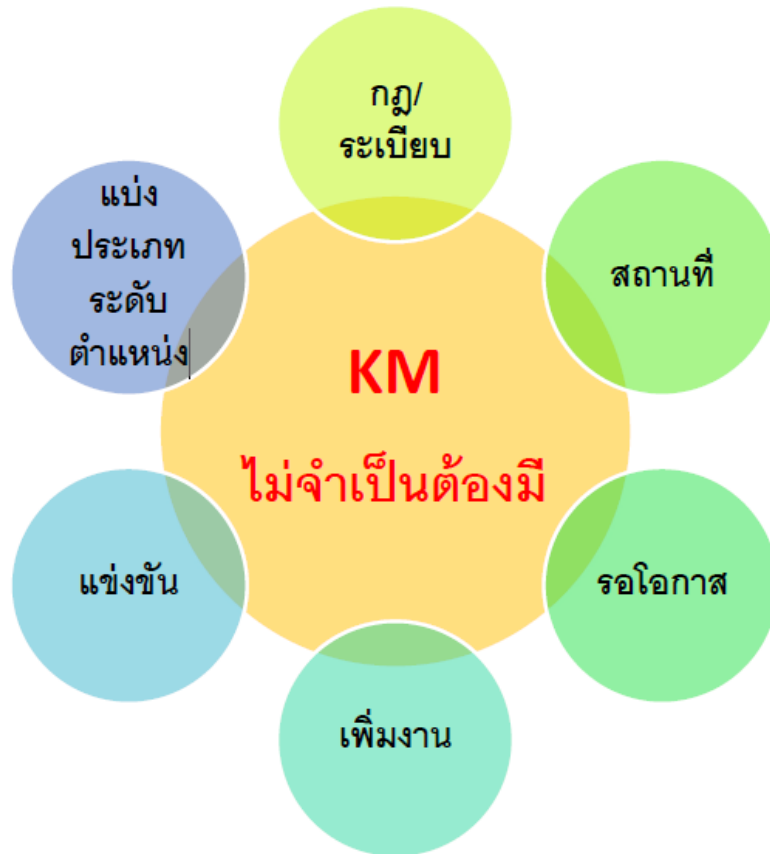 กฎ/
ระเบียบ
แบ่ง
ประเภท
ระดับ
ตำแหน่ง
สถานที่
KM
ไม่จำเป็นต้องมี
แข่งขัน
รอโอกาส
เพิ่มงาน